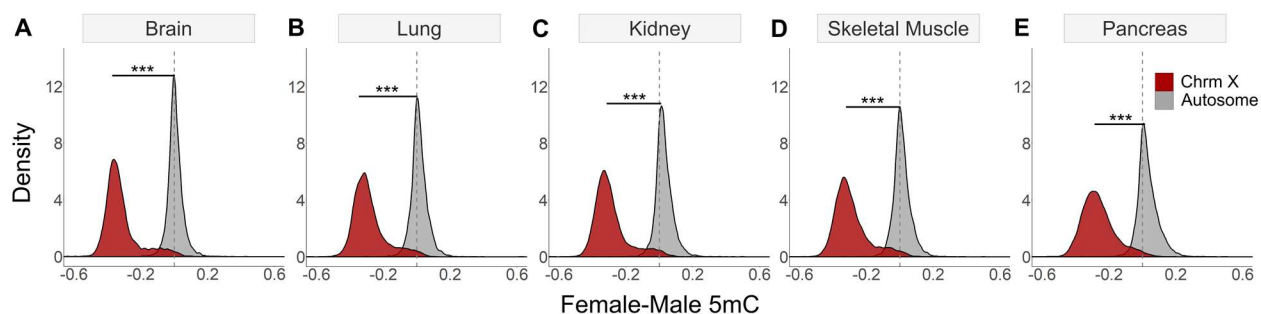 A Brain
B Lung
C Kidney
D Skeletal Muscle
E Pancreas
Density
12
8
4
0
-0.6 -0.2 0.2 0.6
***
12
8
4
0
-0.6 -0.2 0.2 0.6
***
12
8
4
0
-0.6 -0.2 0.2 0.6
***
12
8
4
0
-0.6 -0.2 0.2 0.6
***
12
8
4
0
-0.6 -0.2 0.2 0.6
***
Chrm X
Autosome
Female-Male 5mC